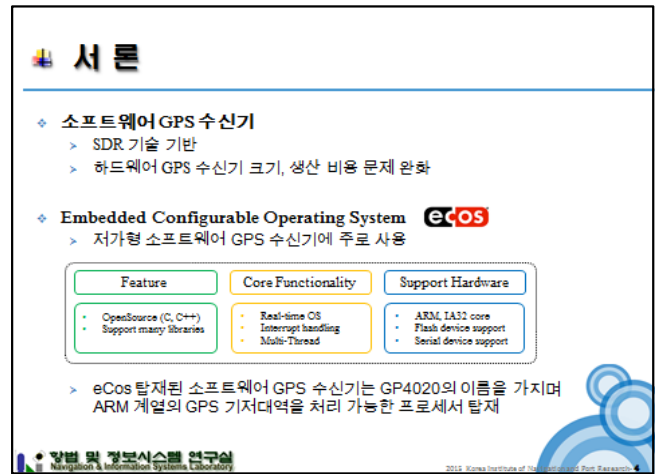 서 론
소프트웨어 GPS 수신기
SDR 기술 기반
하드웨어 GPS 수신기 크기, 생산 비용 문제 완화
Embedded Configurable Operating System eCos
저가형 소프트웨어 GPS 수신기에 주로 사용
Feature
OpenSource (C, C++)
Support many libraries
Core Functionality
Real-time OS
Interrupt handling
Multi-Thread
Support Hardware
ARM, IA32 core
Flash device support
Serial device support
eCos 탑재된 소프트웨어 GPS 수신기는 GP4020의 이름을 가지며
ARM 계열의 GPS 기저대역을 처리 가능한 프로세서 탑재
항법 및 정보시스템 연구실
Navigation & Information Systems Laboratory
Korea Institute of Navigation and Port Research
4